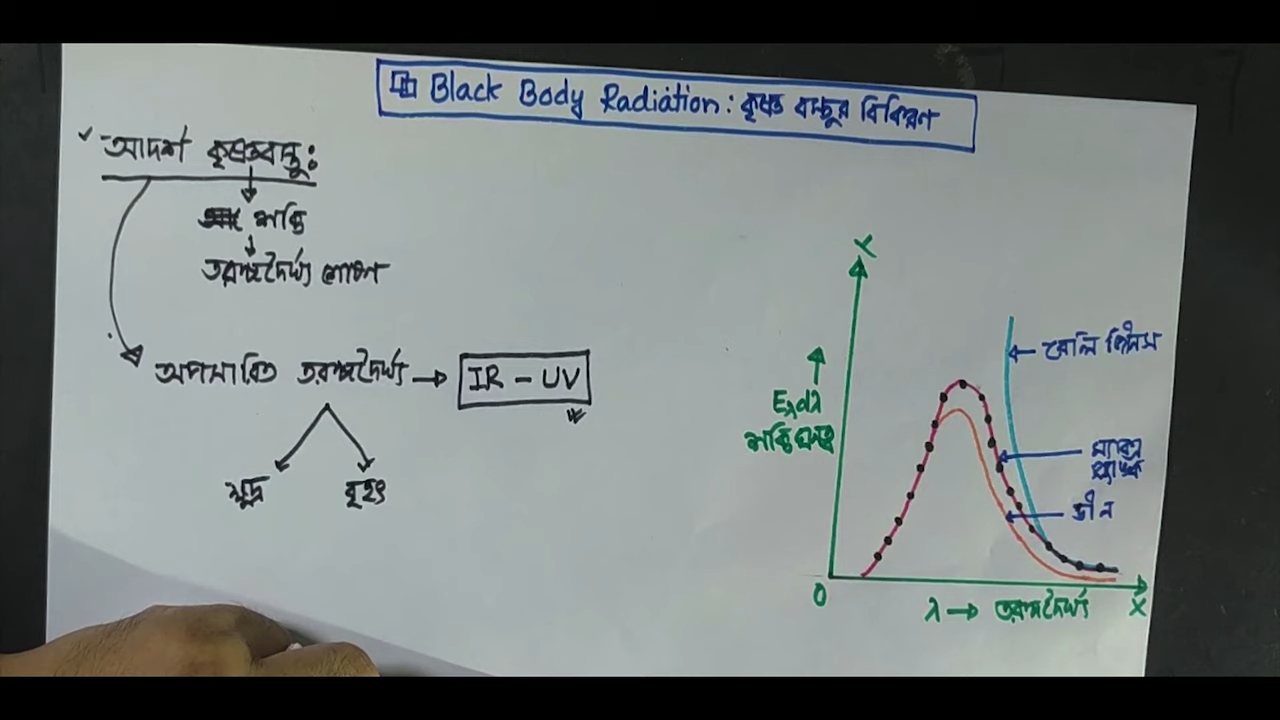 Black Body Radiation: কৃষ্ণ বস্তুর বিকিরণ
আদর্শ কৃষ্ণবস্তু:
শক্তি
তরঙ্গদৈর্ঘ্য শোষণ
অপসারিত তরঙ্গদৈর্ঘ্য → IR - UV
ক্ষুদ্র বৃহৎ
Y
রেলি জিনস
Eλdλ
শক্তি ঘনত্ব
ম্যাক্স
প্ল্যাঙ্ক
ভীন
0
λ → তরঙ্গদৈর্ঘ্য X